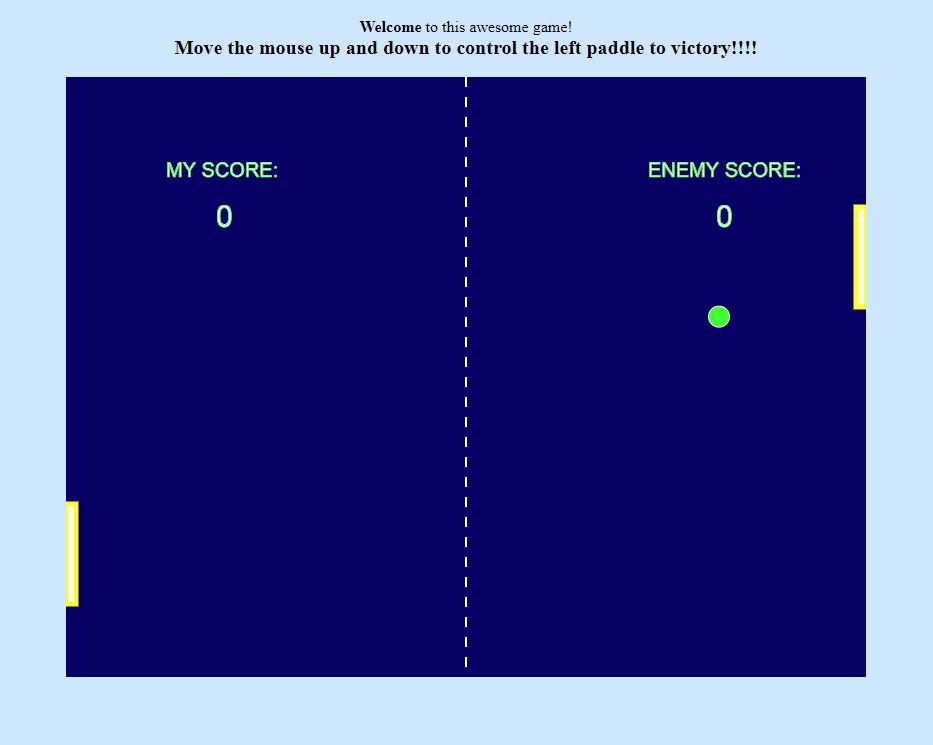 Welcome to this awesome game!
Move the mouse up and down to control the left paddle to victory!!!!
MY SCORE:
0
ENEMY SCORE:
0